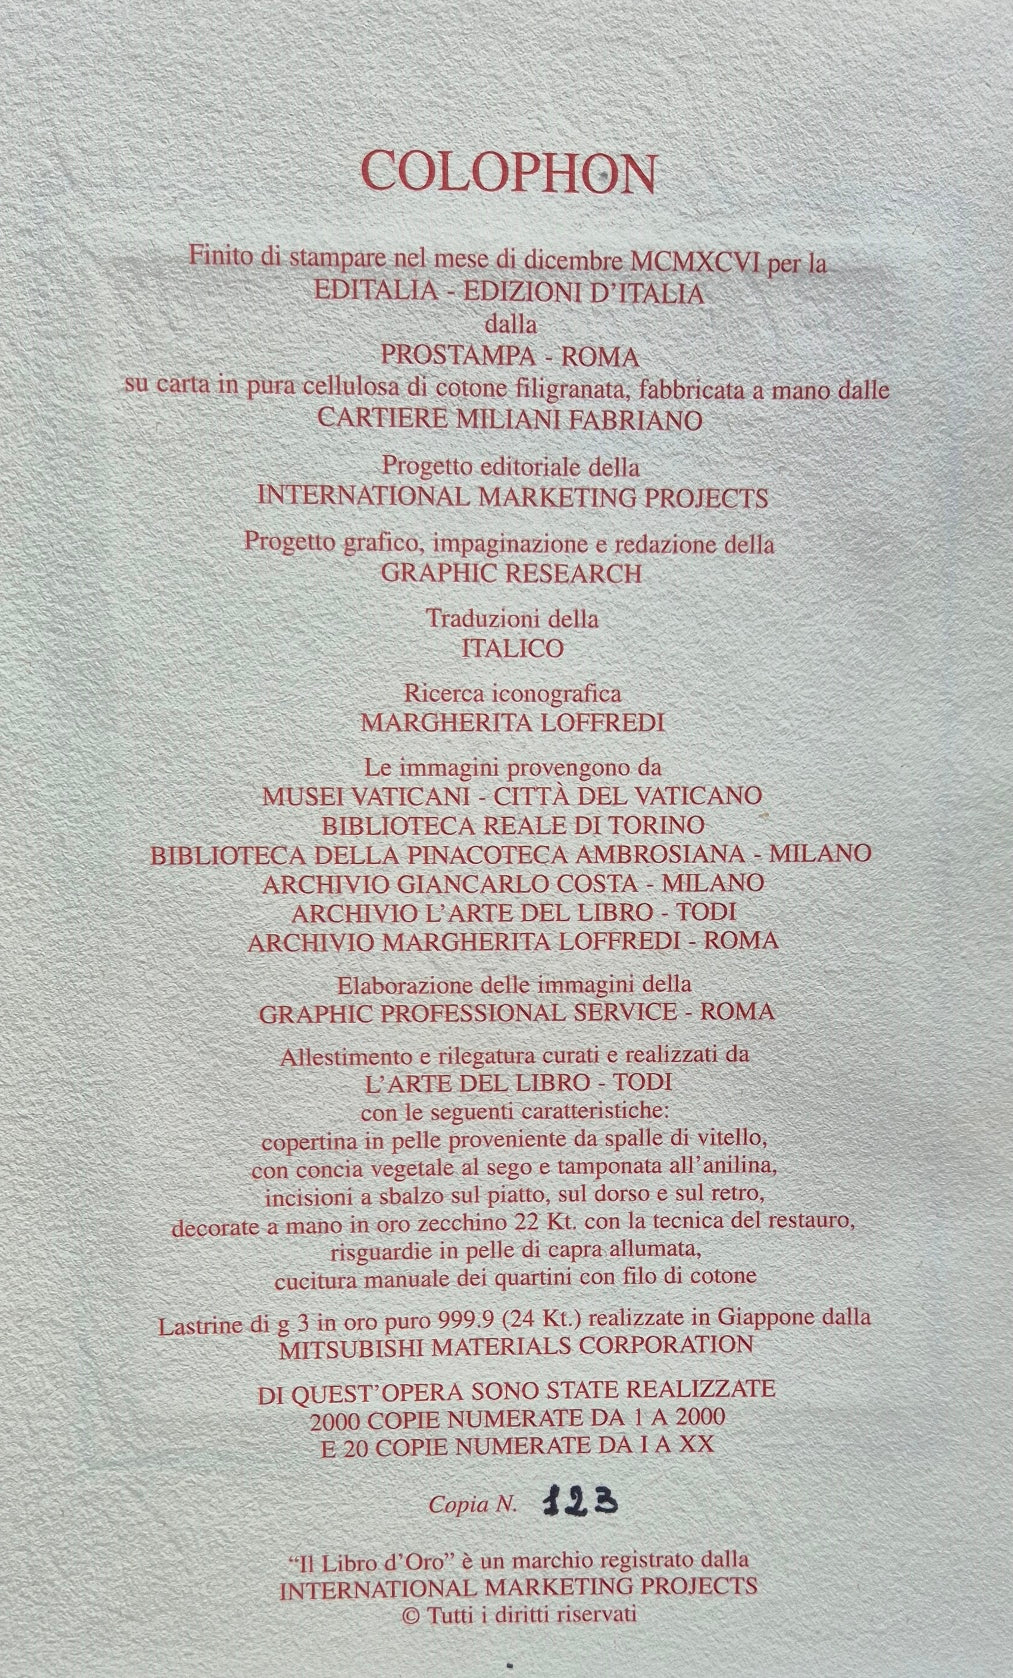 COLOPHON
Finito di stampare nel mese di dicembre MCMXCVI per la
EDITALIA - EDIZIONI D'ITALIA
dalla
PROSTAMPA - ROMA
su carta in pura cellulosa di cotone filigranata, fabbricata a mano dalle
CARTIERE MILIANI FABRIANO
Progetto editoriale della
INTERNATIONAL MARKETING PROJECTS
Progetto grafico, impaginazione e redazione della
GRAPHIC RESEARCH
Traduzioni della
ITALICO
Ricerca iconografica
MARGHERITA LOFFREDI
Le immagini provengono da
MUSEI VATICANI - CITTÀ DEL VATICANO
BIBLIOTECA REALE DI TORINO
BIBLIOTECA DELLA PINACOTECA AMBROSIANA - MILANO
ARCHIVIO GIANCARLO COSTA - MILANO
ARCHIVIO L'ARTE DEL LIBRO - TODI
ARCHIVIO MARGHERITA LOFFREDI - ROMA
Elaborazione delle immagini della
GRAPHIC PROFESSIONAL SERVICE - ROMA
Allestimento e rilegatura curati e realizzati da
L'ARTE DEL LIBRO - TODI
con le seguenti caratteristiche:
copertina in pelle proveniente da spalle di vitello,
con concia vegetale al sego e tamponata all'anilina,
incisioni a sbalzo sul piatto, sul dorso e sul retro,
decorate a mano in oro zecchino 22 Kt. con la tecnica del restauro,
risguardie in pelle di capra allumata,
cucitura manuale dei quartini con filo di cotone
Lastrine di g 3 in oro puro 999.9 (24 Kt.) realizzate in Giappone dalla
MITSUBISHI MATERIALS CORPORATION
DI QUEST'OPERA SONO STATE REALIZZATE
2000 COPIE NUMERATE DA 1 A 2000
E 20 COPIE NUMERATE DA I A XX
Copia N. 123
"Il Libro d'Oro" è un marchio registrato dalla
INTERNATIONAL MARKETING PROJECTS
© Tutti i diritti riservati